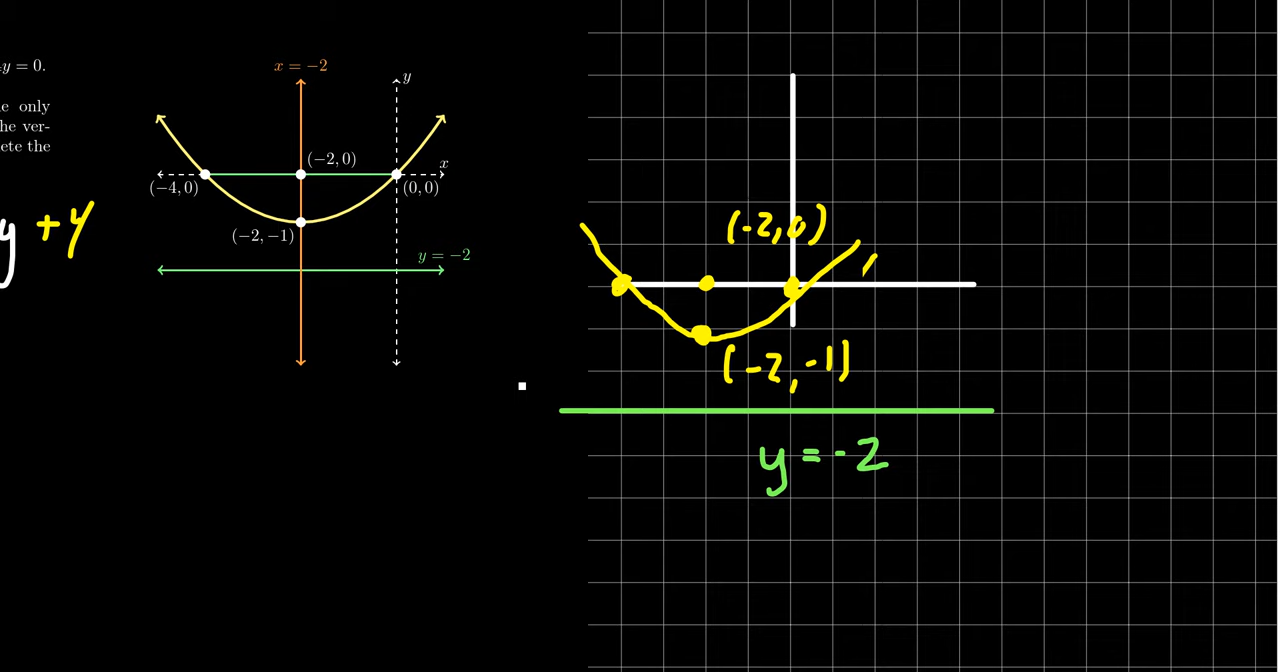 y = 0.
e only
he ver-
ete the
y + 4
x = −2
y
(−2, 0)
x
(−4, 0)
(0, 0)
(−2, −1)
y = −2
(-2, 0)
(-2, -1)
y = -2